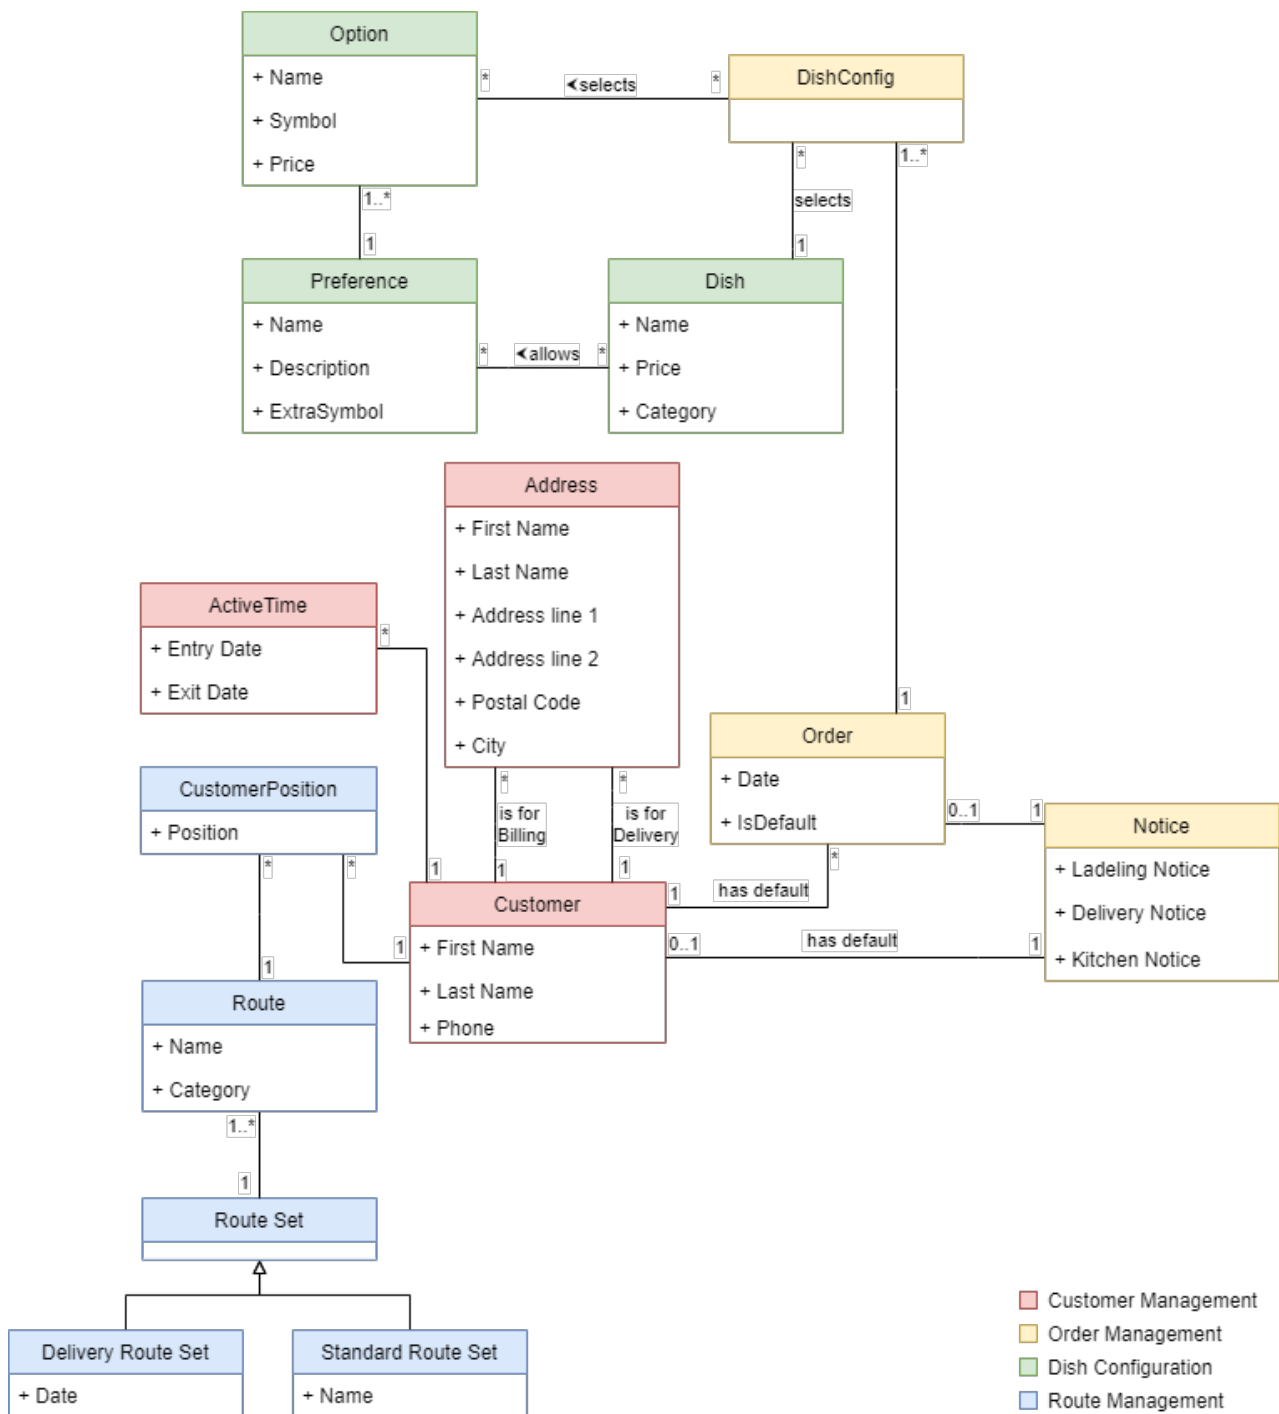 Option
+ Name
+ Symbol
+ Price
* <selects *
DishConfig
1..*
1
* selects 1
1..*
Preference
+ Name
+ Description
+ ExtraSymbol
* <allows *
Dish
+ Name
+ Price
+ Category
Address
+ First Name
+ Last Name
+ Address line 1
+ Address line 2
+ Postal Code
+ City
ActiveTime
+ Entry Date
+ Exit Date
*
1
* is for
Billing
1
* is for
Delivery
1
1
Order
+ Date
+ IsDefault
0..1 1
Notice
+ Ladeling Notice
+ Delivery Notice
+ Kitchen Notice
CustomerPosition
+ Position
* *
1 has default *
0..1 has default 1
Customer
+ First Name
+ Last Name
+ Phone
1
1
Route
+ Name
+ Category
1..*
1
Route Set
Delivery Route Set
+ Date
Standard Route Set
+ Name
Customer Management
Order Management
Dish Configuration
Route Management